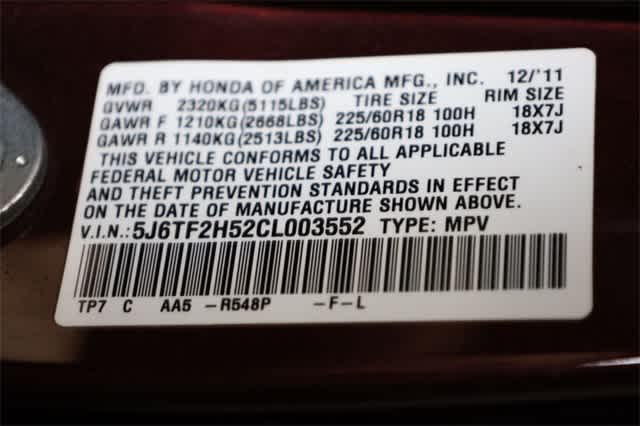 MFD. BY HONDA OF AMERICA MFG., INC. 12/'11
GVWR 2320KG(5115LBS) TIRE SIZE RIM SIZE
GAWR F 1210KG(2668LBS) 225/60R18 100H 18X7J
GAWR R 1140KG(2513LBS) 225/60R18 100H 18X7J
THIS VEHICLE CONFORMS TO ALL APPLICABLE
FEDERAL MOTOR VEHICLE SAFETY
AND THEFT PREVENTION STANDARDS IN EFFECT
ON THE DATE OF MANUFACTURE SHOWN ABOVE.
V.I.N.:5J6TF2H52CL003552 TYPE: MPV
TP7 C AA5 -R548P -F-L